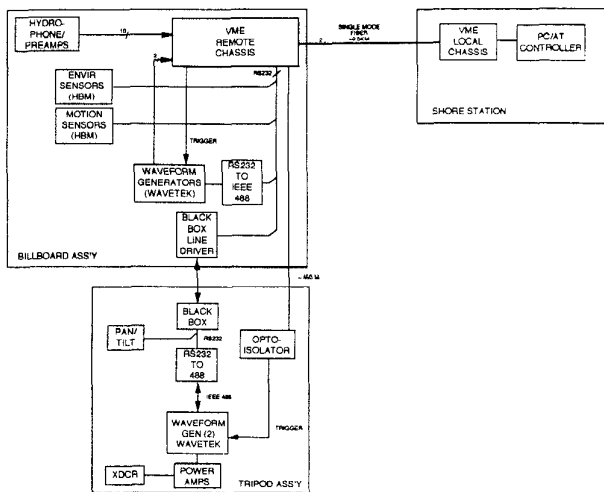 HYDRO-
PHONE/
PREAMPS
VME
REMOTE
CHASSIS
SINGLE MODE
FIBER
2
VME
LOCAL
CHASSIS
PC/AT
CONTROLLER
SHORE STATION
RS232
ENVIR
SENSORS
(HBM)
MOTION
SENSORS
(HBM)
TRIGGER
WAVEFORM
GENERATORS
(WAVETEK)
RS232
TO
IEEE
488
BLACK
BOX
LINE
DRIVER
BILLBOARD ASS'Y
BLACK
BOX
PAN/
TILT
RS232
RS232
TO
488
OPTO-
ISOLATOR
IEEE 488
WAVEFORM
GEN (2)
WAVETEK
TRIGGER
XDCR
POWER
AMPS
TRIPOD ASS'Y